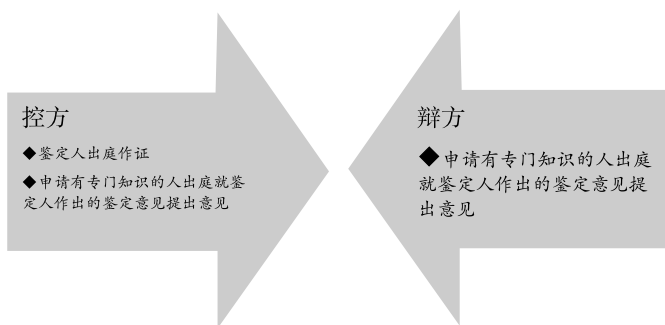 控方
◆鉴定人出庭作证
◆申请有专门知识的人出庭就鉴
定人作出的鉴定意见提出意见
辩方
◆申请有专门知识的人出庭
就鉴定人作出的鉴定意见提
出意见